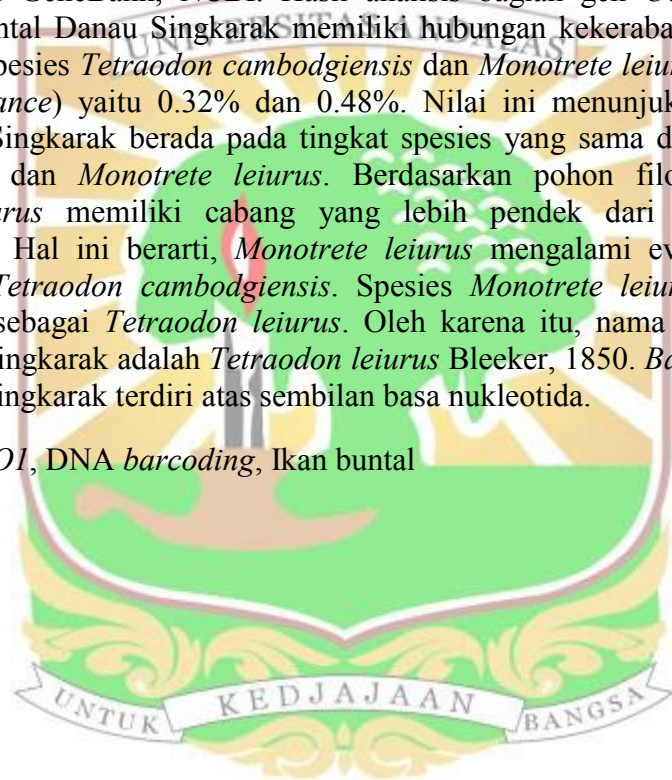 GeneBank, NCBI. Hasil analisis bagian gen
UNIVERSITAS ANDALAS
ntal Danau Singkarak memiliki hubungan kekeraba
pesies Tetraodon cambodgiensis dan Monotrete leiu
ance) yaitu 0.32% dan 0.48%. Nilai ini menunjuk
Singkarak berada pada tingkat spesies yang sama d
dan Monotrete leiurus. Berdasarkan pohon filo
urus memiliki cabang yang lebih pendek dari
Hal ini berarti, Monotrete leiurus mengalami ev
Tetraodon cambodgiensis. Spesies Monotrete leiur
sebagai Tetraodon leiurus. Oleh karena itu, nama
ingkarak adalah Tetraodon leiurus Bleeker, 1850. Ba
ingkarak terdiri atas sembilan basa nukleotida.
O1, DNA barcoding, Ikan buntal
UNTUK KEDJAJAAN BANGSA